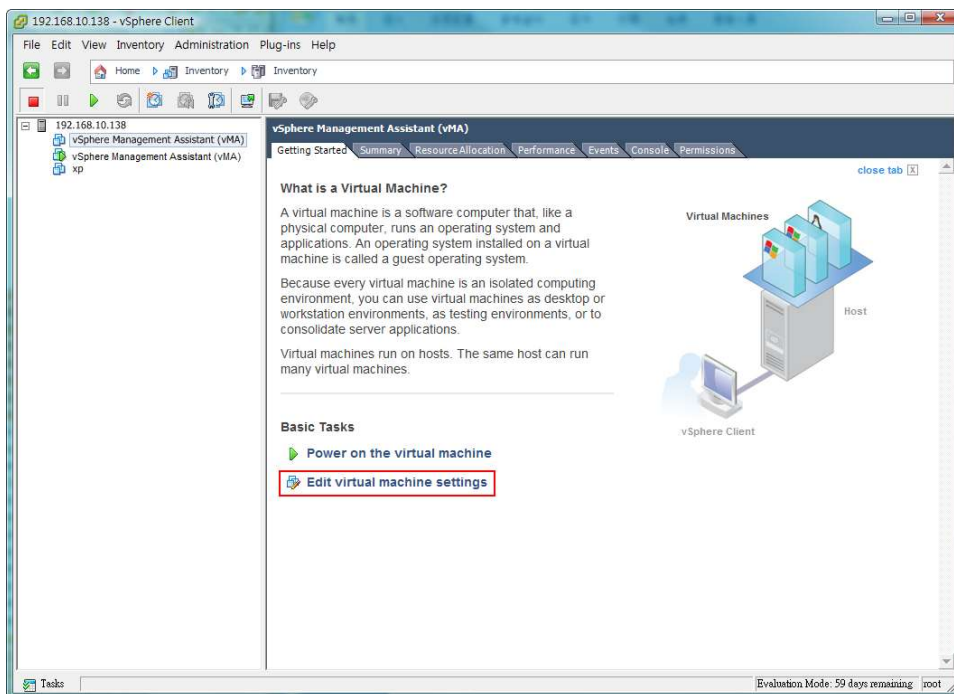 192.168.10.138 - vSphere Client
File Edit View Inventory Administration Plug-ins Help
Home Inventory Inventory
192.168.10.138
vSphere Management Assistant (vMA)
vSphere Management Assistant (vMA)
xp
vSphere Management Assistant (vMA)
Getting Started Summary Resource Allocation Performance Events Console Permissions
close tab X
What is a Virtual Machine?
A virtual machine is a software computer that, like a
physical computer, runs an operating system and
applications. An operating system installed on a virtual
machine is called a guest operating system.
Because every virtual machine is an isolated computing
environment, you can use virtual machines as desktop or
workstation environments, as testing environments, or to
consolidate server applications.
Virtual machines run on hosts. The same host can run
many virtual machines.
Virtual Machines
Host
vSphere Client
Basic Tasks
Power on the virtual machine
Edit virtual machine settings
Tasks
Evaluation Mode: 59 days remaining root